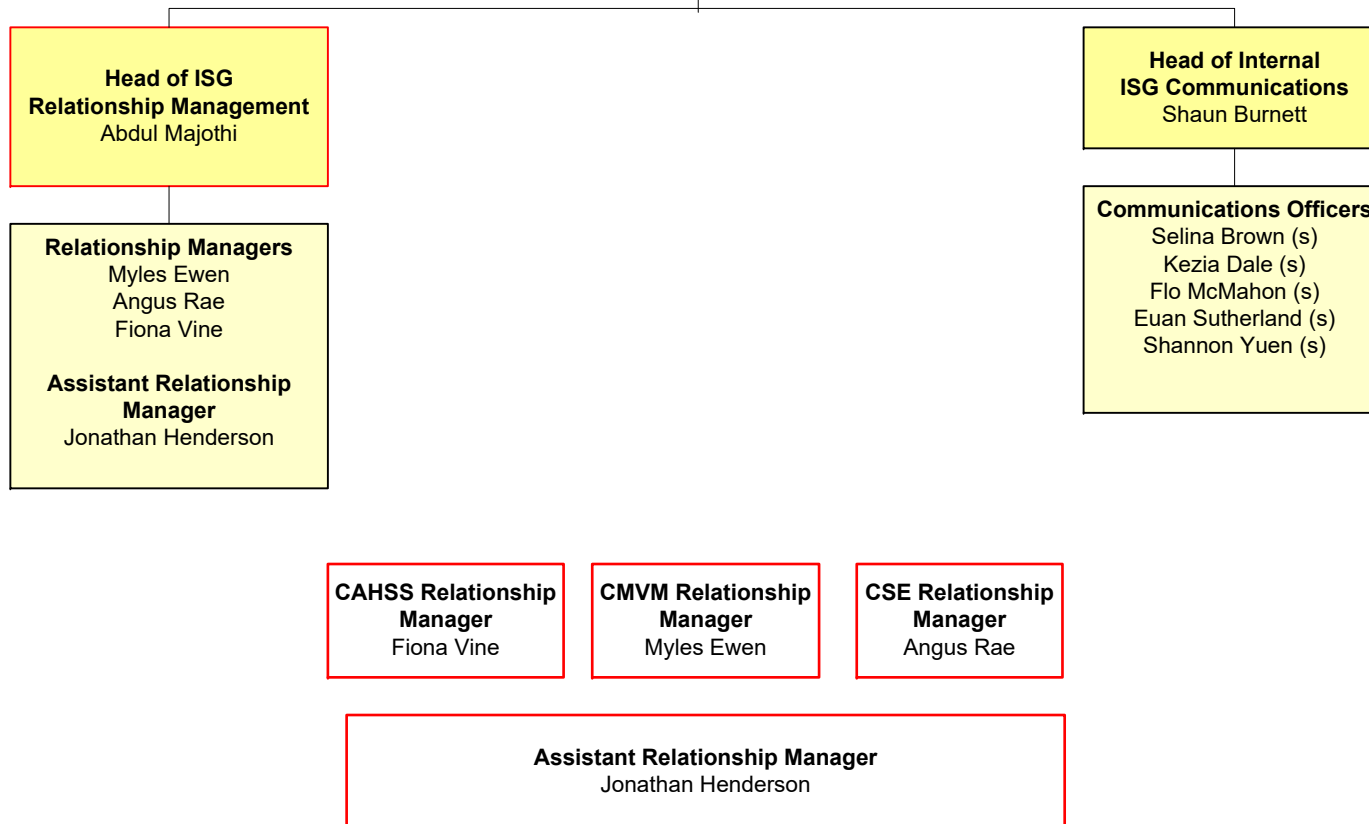 Head of ISG
Relationship Management
Abdul Majothi
Head of Internal
ISG Communications
Shaun Burnett
Relationship Managers
Myles Ewen
Angus Rae
Fiona Vine
Assistant Relationship
Manager
Jonathan Henderson
Communications Officers
Selina Brown (s)
Kezia Dale (s)
Flo McMahon (s)
Euan Sutherland (s)
Shannon Yuen (s)
CAHSS Relationship
Manager
Fiona Vine
CMVM Relationship
Manager
Myles Ewen
CSE Relationship
Manager
Angus Rae
Assistant Relationship Manager
Jonathan Henderson